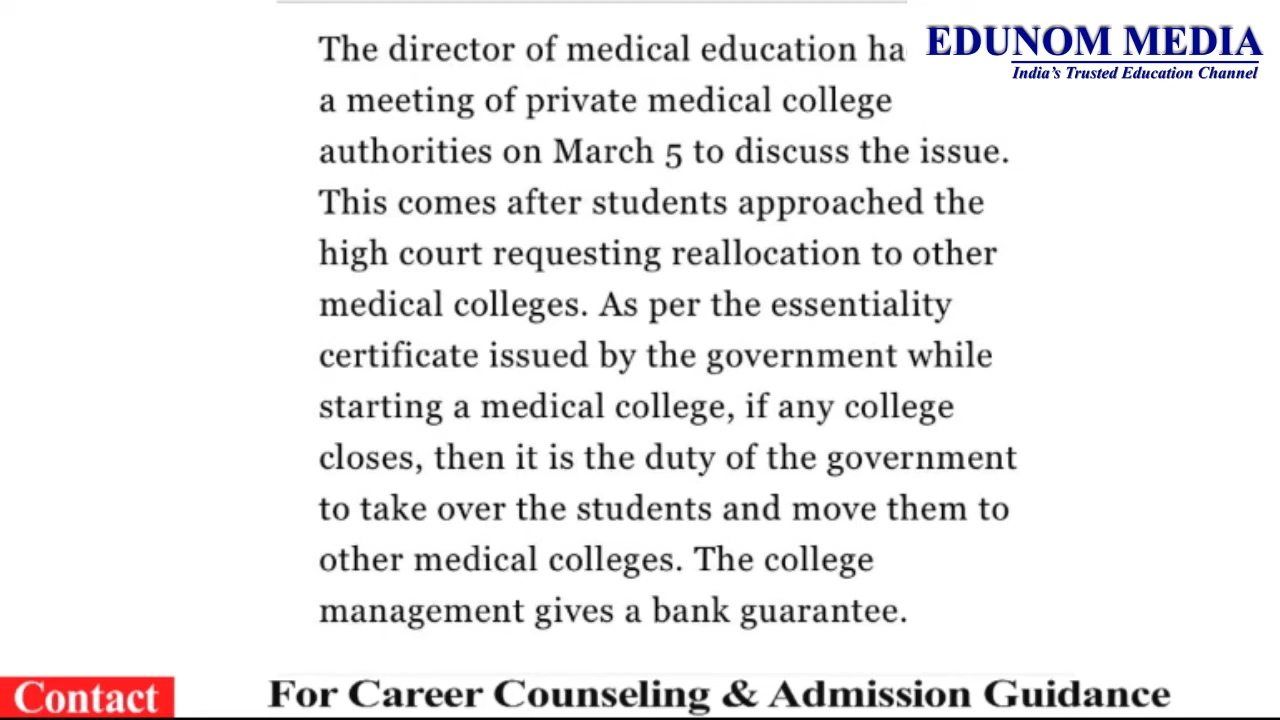 The director of medical education ha
a meeting of private medical college
authorities on March 5 to discuss the issue.
This comes after students approached the
high court requesting reallocation to other
medical colleges. As per the essentiality
certificate issued by the government while
starting a medical college, if any college
closes, then it is the duty of the government
to take over the students and move them to
other medical colleges. The college
management gives a bank guarantee.
EDUNOM MEDIA
India's Trusted Education Channel
Contact
For Career Counseling & Admission Guidance